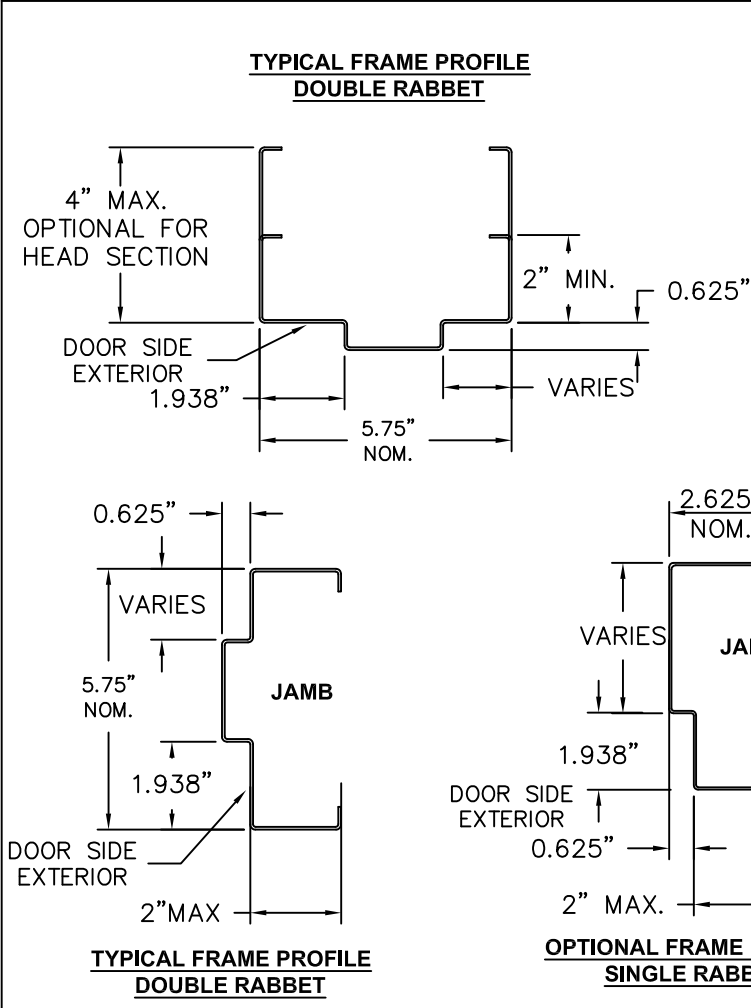 TYPICAL FRAME PROFILE
DOUBLE RABBET
4” MAX.
OPTIONAL FOR
HEAD SECTION
2” MIN.
0.625”
DOOR SIDE
EXTERIOR
1.938”
VARIES
5.75”
NOM.
0.625”
VARIES
5.75”
NOM.
JAMB
1.938”
DOOR SIDE
EXTERIOR
2”MAX
TYPICAL FRAME PROFILE
DOUBLE RABBET
2.625
NOM.
VARIES
1.938”
DOOR SIDE
EXTERIOR
0.625”
2” MAX.
OPTIONAL FRAME
SINGLE